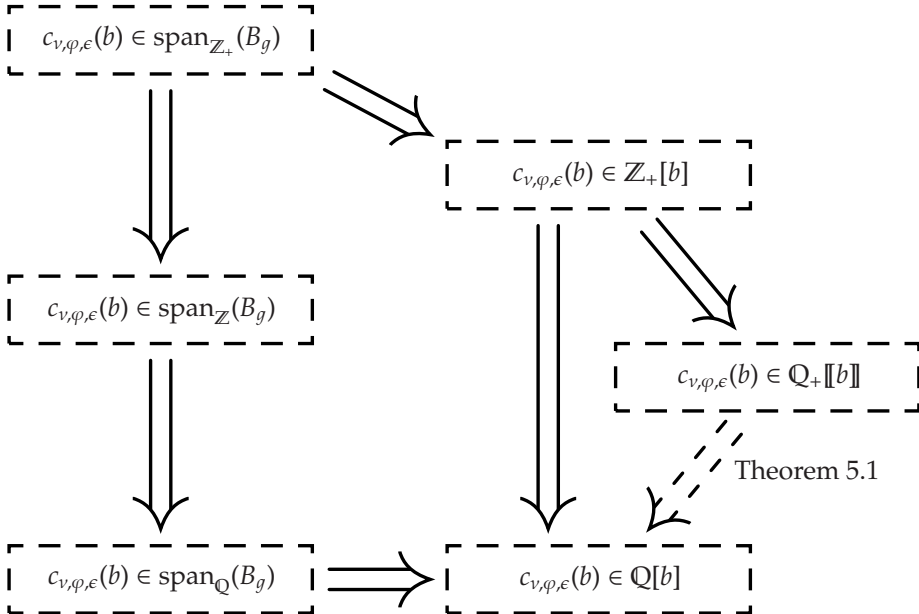 c_{ν,φ,ϵ}(b) ∈ span_{ℤ₊}(B_g)
c_{ν,φ,ϵ}(b) ∈ ℤ₊[b]
c_{ν,φ,ϵ}(b) ∈ span_ℤ(B_g)
c_{ν,φ,ϵ}(b) ∈ ℚ₊⟦b⟧
Theorem 5.1
c_{ν,φ,ϵ}(b) ∈ span_ℚ(B_g)
c_{ν,φ,ϵ}(b) ∈ ℚ[b]